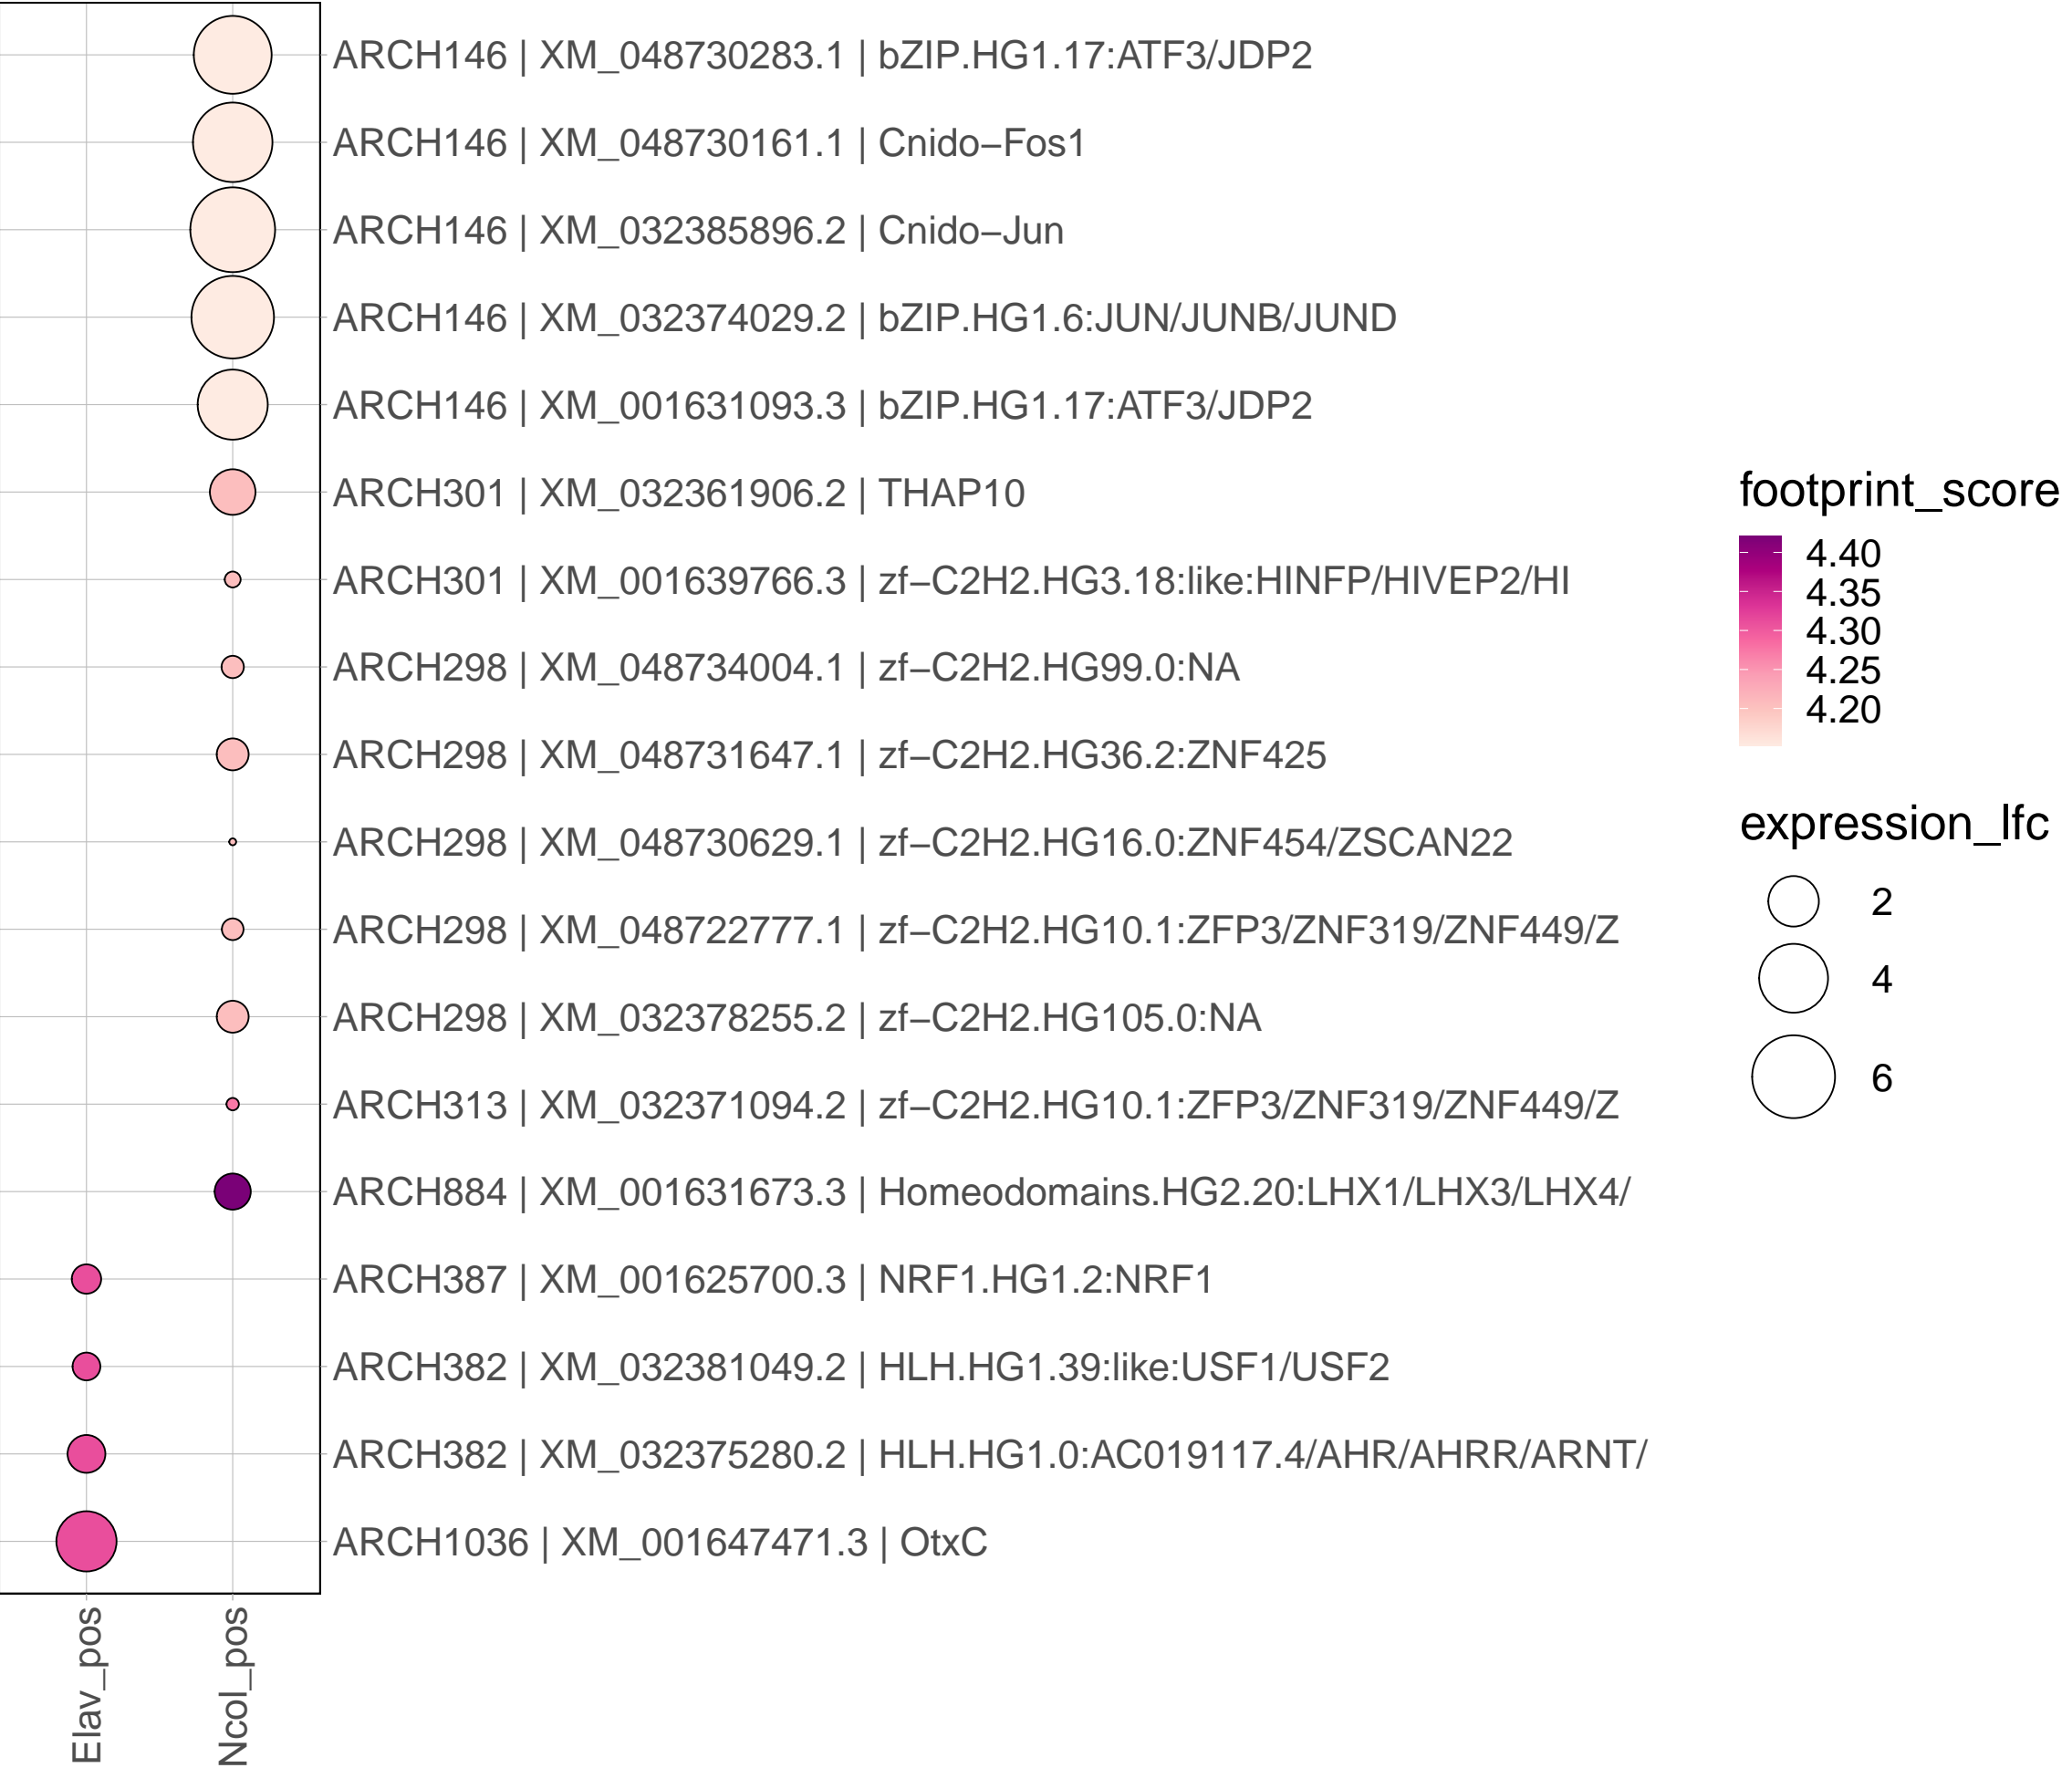 ARCH146 | XM_048730283.1 | bZIP.HG1.17:ATF3/JDP2
ARCH146 | XM_048730161.1 | Cnido−Fos1
ARCH146 | XM_032385896.2 | Cnido−Jun
ARCH146 | XM_032374029.2 | bZIP.HG1.6:JUN/JUNB/JUND
ARCH146 | XM_001631093.3 | bZIP.HG1.17:ATF3/JDP2
ARCH301 | XM_032361906.2 | THAP10
ARCH301 | XM_001639766.3 | zf−C2H2.HG3.18:like:HINFP/HIVEP2/HI
ARCH298 | XM_048734004.1 | zf−C2H2.HG99.0:NA
ARCH298 | XM_048731647.1 | zf−C2H2.HG36.2:ZNF425
ARCH298 | XM_048730629.1 | zf−C2H2.HG16.0:ZNF454/ZSCAN22
ARCH298 | XM_048722777.1 | zf−C2H2.HG10.1:ZFP3/ZNF319/ZNF449/Z
ARCH298 | XM_032378255.2 | zf−C2H2.HG105.0:NA
ARCH313 | XM_032371094.2 | zf−C2H2.HG10.1:ZFP3/ZNF319/ZNF449/Z
ARCH884 | XM_001631673.3 | Homeodomains.HG2.20:LHX1/LHX3/LHX4/
ARCH387 | XM_001625700.3 | NRF1.HG1.2:NRF1
ARCH382 | XM_032381049.2 | HLH.HG1.39:like:USF1/USF2
ARCH382 | XM_032375280.2 | HLH.HG1.0:AC019117.4/AHR/AHRR/ARNT/
ARCH1036 | XM_001647471.3 | OtxC
Elav_pos
Ncol_pos
footprint_score
4.40
4.35
4.30
4.25
4.20
expression_lfc
2
4
6